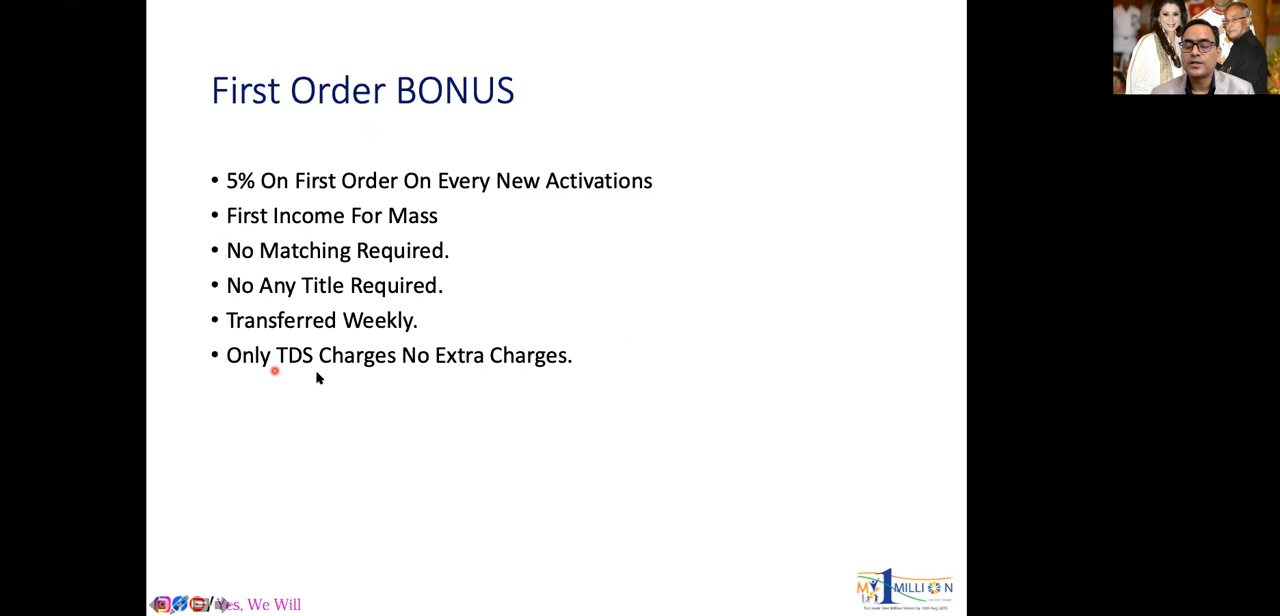 First Order BONUS
• 5% On First Order On Every New Activations
• First Income For Mass
• No Matching Required.
• No Any Title Required.
• Transferred Weekly.
• Only TDS Charges No Extra Charges.
Yes, We Will
MY 1 MILLION